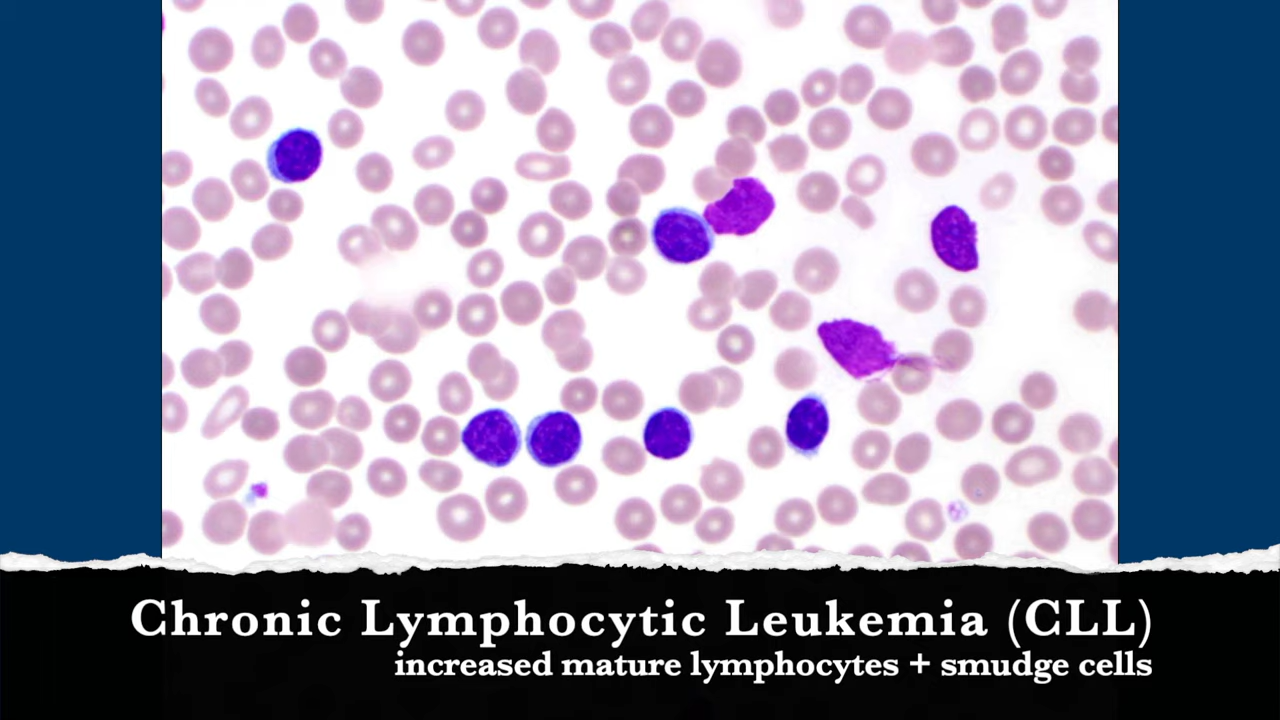 Chronic Lymphocytic Leukemia (CLL)
increased mature lymphocytes + smudge cells